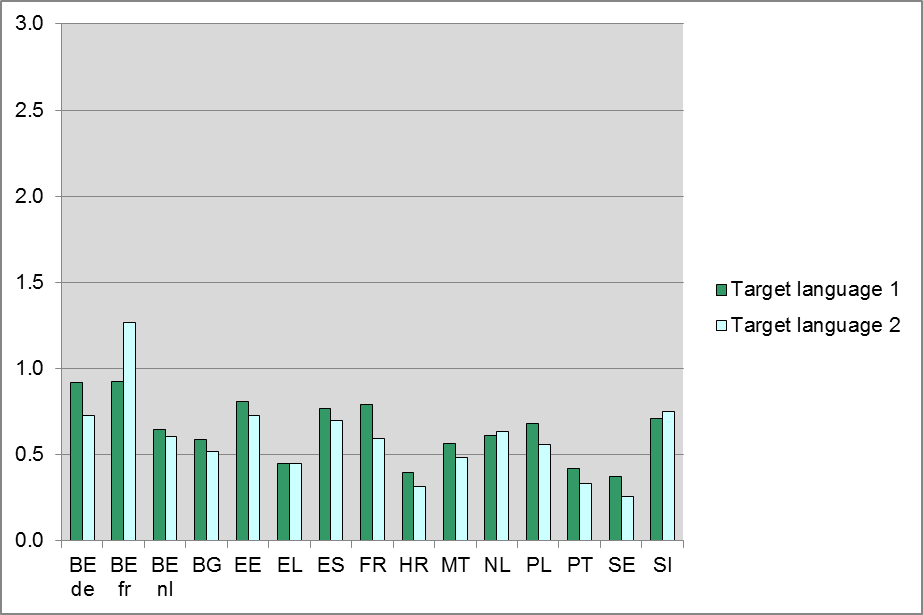 3.0
2.5
2.0
1.5
1.0
0.5
0.0
BE de
BE fr
BE nl
BG
EE
EL
ES
FR
HR
MT
NL
PL
PT
SE
SI
Target language 1
Target language 2